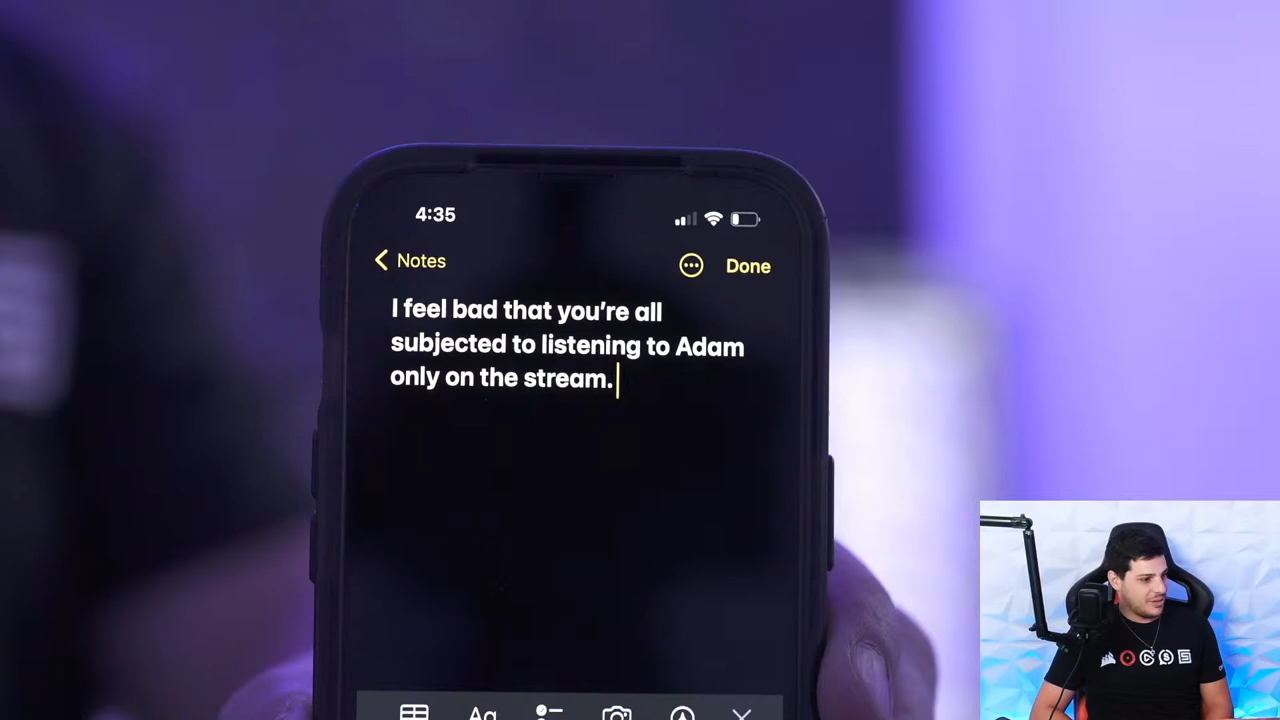 4:35
Notes
Done
I feel bad that you're all
subjected to listening to Adam
only on the stream.
Aa